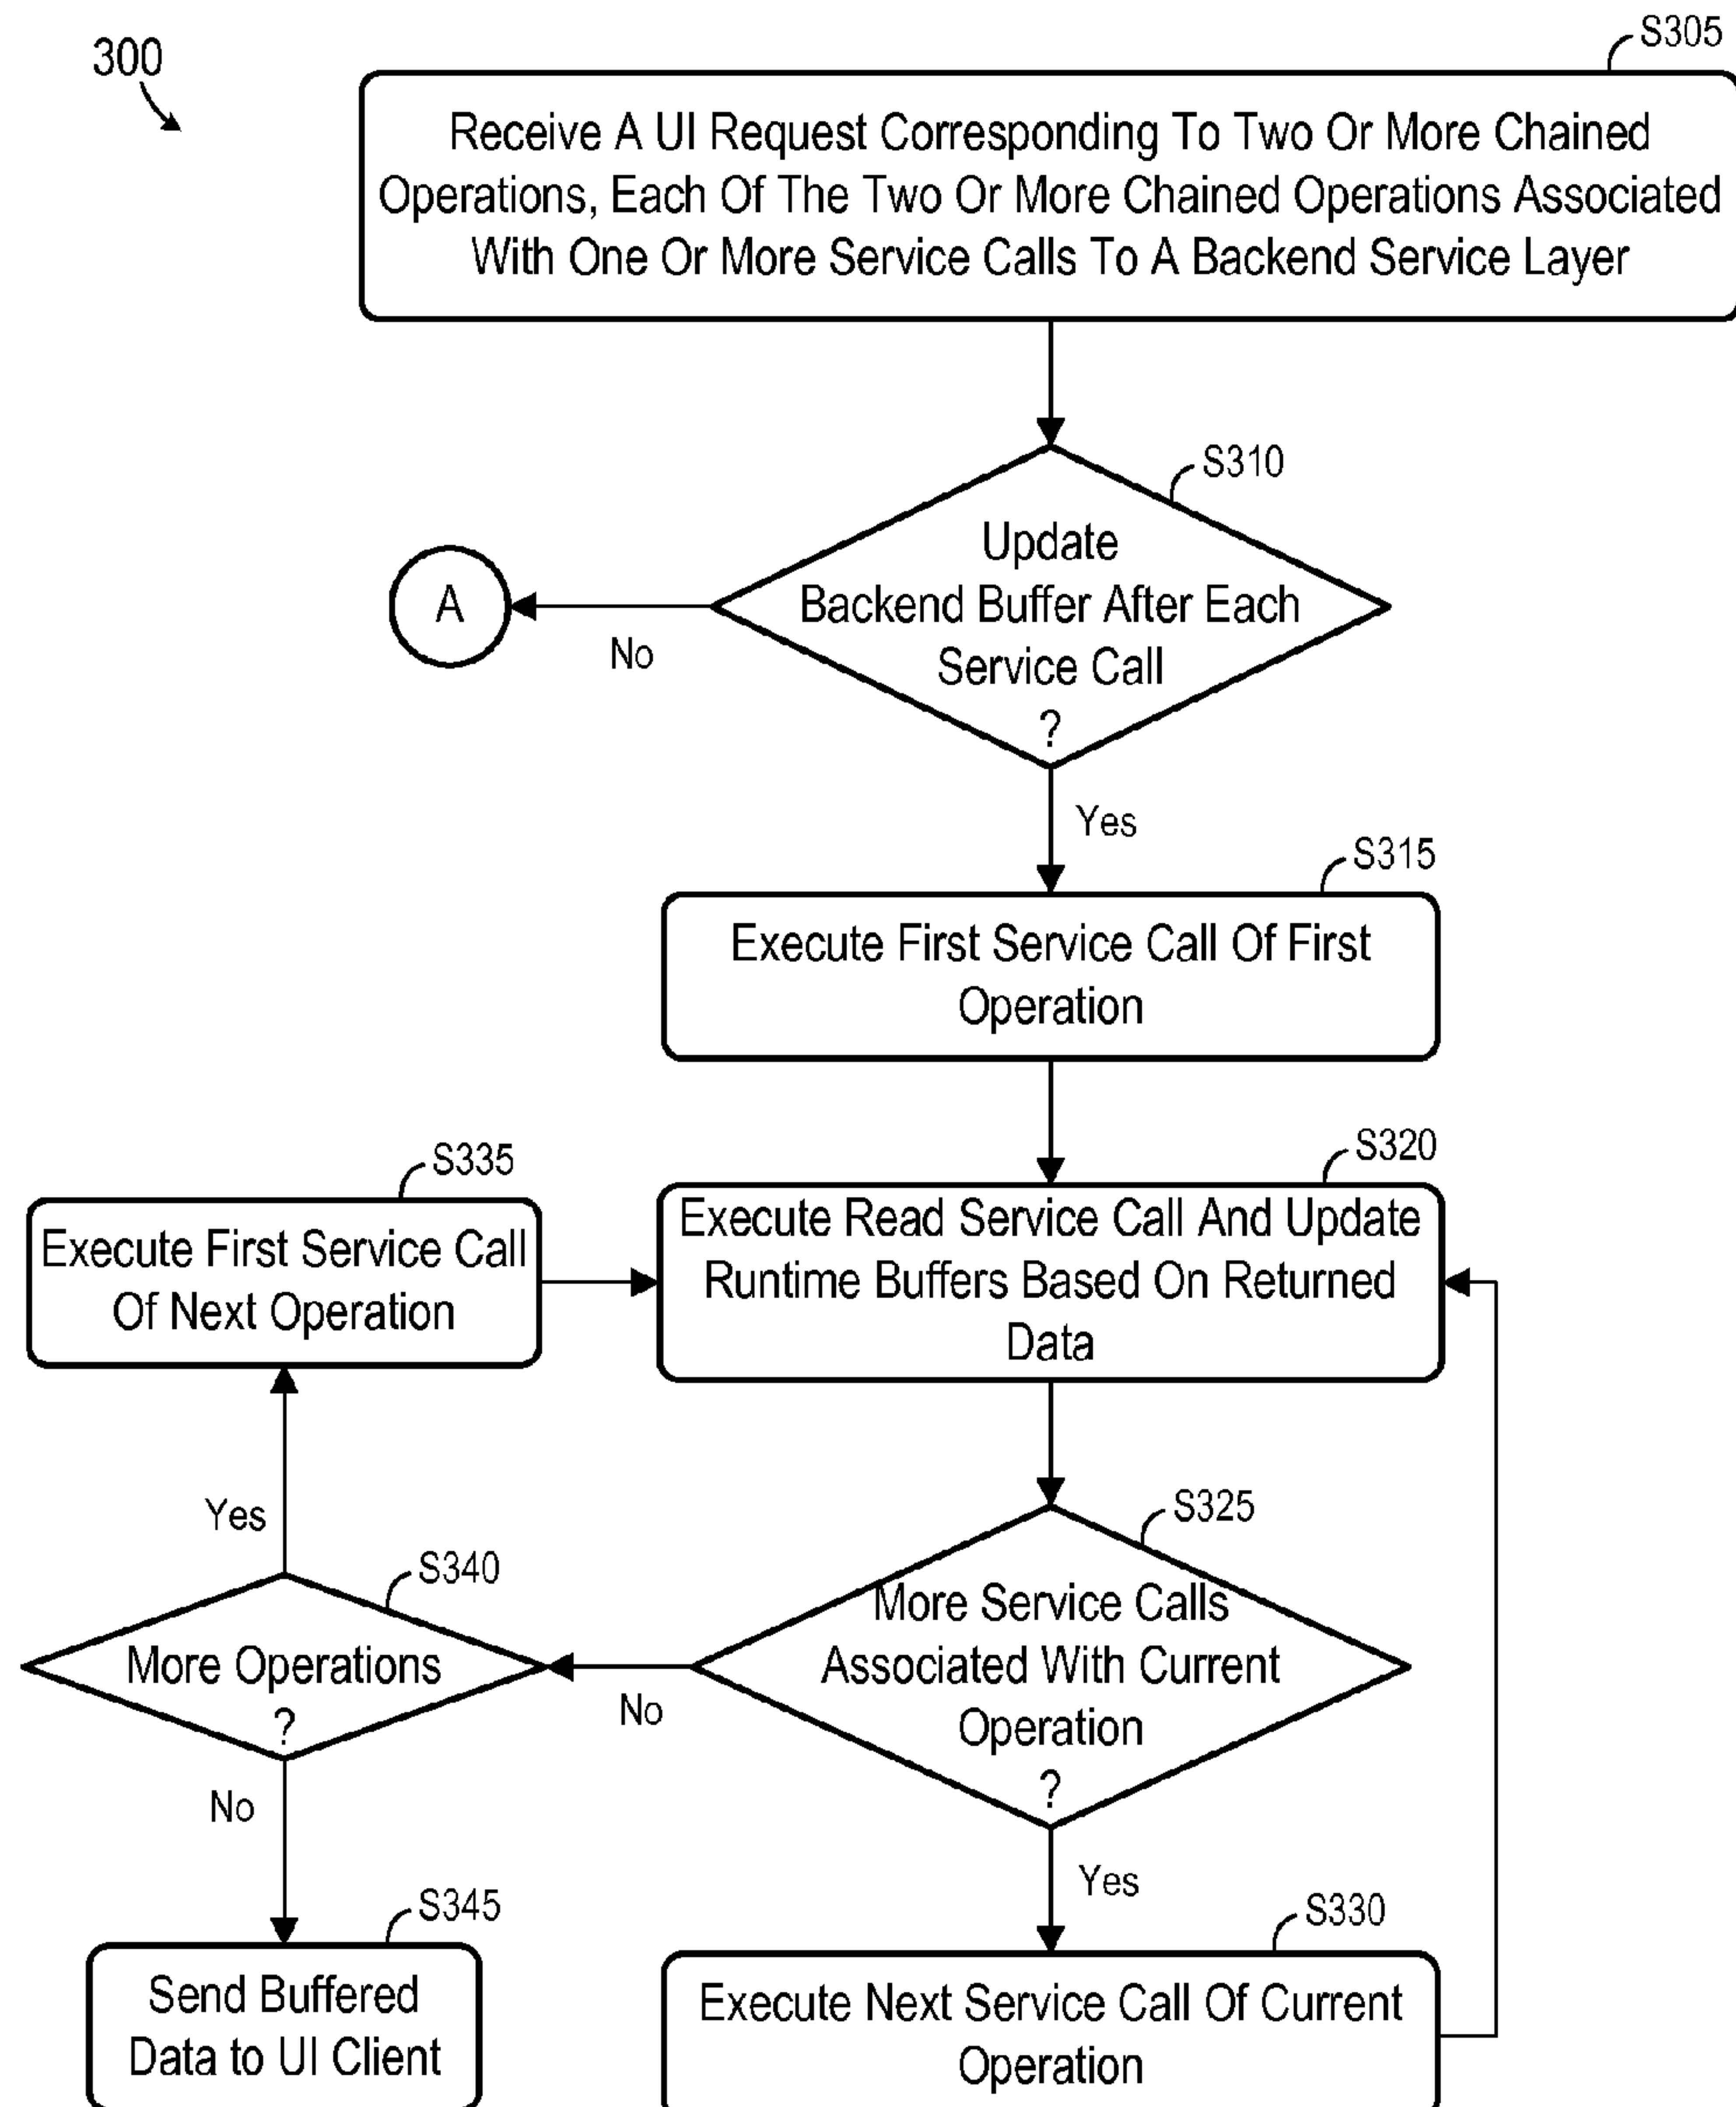 300
S305
Receive A UI Request Corresponding To Two Or More Chained
Operations, Each Of The Two Or More Chained Operations Associated
With One Or More Service Calls To A Backend Service Layer
S310
Update
Backend Buffer After Each
Service Call
?
A
No
Yes
S315
Execute First Service Call Of First
Operation
S335
Execute First Service Call
Of Next Operation
S320
Execute Read Service Call And Update
Runtime Buffers Based On Returned
Data
Yes
S325
More Service Calls
Associated With Current
Operation
?
S340
More Operations
?
No
No
Yes
S345
Send Buffered
Data to UI Client
S330
Execute Next Service Call Of Current
Operation